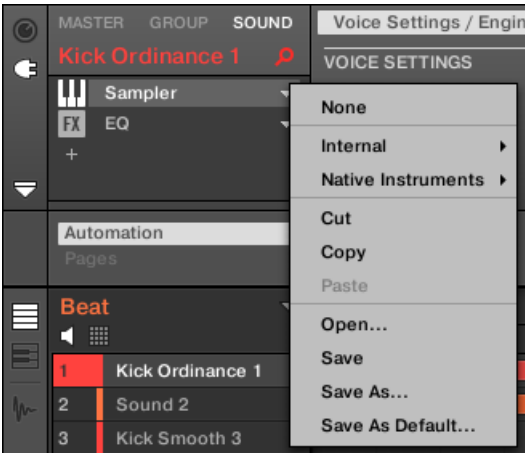 MASTER GROUP SOUND
Kick Ordinance 1
Sampler
FX EQ
+
Automation
Pages
Beat
1 Kick Ordinance 1
2 Sound 2
3 Kick Smooth 3
Voice Settings / Engin
VOICE SETTINGS
None
Internal
Native Instruments
Cut
Copy
Paste
Open...
Save
Save As...
Save As Default...